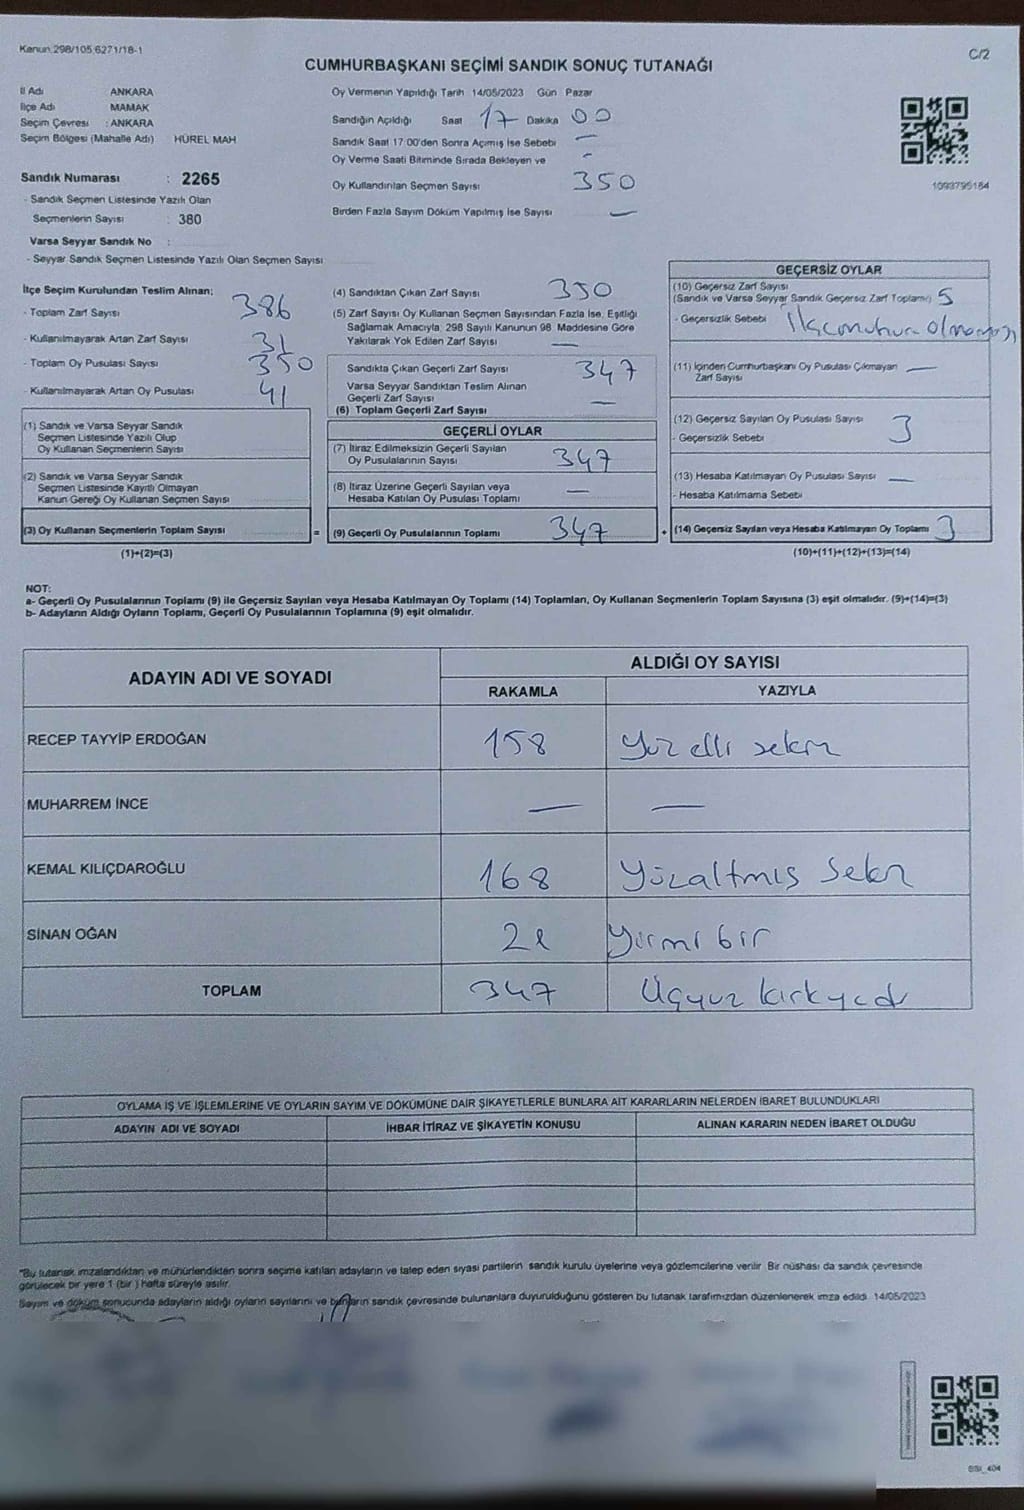 Kanun.298/105,6271/18-1
C/2
CUMHURBAŞKANI SEÇİMİ SANDIK SONUÇ TUTANAĞI
İl Adı ANKARA
İlçe Adı MAMAK
Seçim Çevresi : ANKARA
Seçim Bölgesi (Mahalle Adı) HÜREL MAH
Sandık Numarası : 2265
- Sandık Seçmen Listesinde Yazılı Olan
Seçmenlerin Sayısı : 380
Varsa Seyyar Sandık No :
- Seyyar Sandık Seçmen Listesinde Yazılı Olan Seçmen Sayısı
Oy Vermenin Yapıldığı Tarih 14/05/2023 Gün Pazar
Sandığın Açıldığı Saat 17 Dakika 00
Sandık Saat 17:00'den Sonra Açılmış İse Sebebi —
Oy Verme Saati Bitiminde Sırada Bekleyen ve -
Oy Kullandırılan Seçmen Sayısı 350
Birden Fazla Sayım Döküm Yapılmış İse Sayısı —
1093795184
İlçe Seçim Kurulundan Teslim Alınan;
- Toplam Zarf Sayısı 386
- Kullanılmayarak Artan Zarf Sayısı 31
- Toplam Oy Pusulası Sayısı 350
- Kullanılmayarak Artan Oy Pusulası 41
(1) Sandık ve Varsa Seyyar Sandık
Seçmen Listesinde Yazılı Olup
Oy Kullanan Seçmenlerin Sayısı
(2) Sandık ve Varsa Seyyar Sandık
Seçmen Listesinde Kayıtlı Olmayan
Kanun Gereği Oy Kullanan Seçmen Sayısı
(3) Oy Kullanan Seçmenlerin Toplam Sayısı =
(1)+(2)=(3)
(4) Sandıktan Çıkan Zarf Sayısı 350
(5) Zarf Sayısı Oy Kullanan Seçmen Sayısından Fazla İse, Eşitliği
Sağlamak Amacıyla; 298 Sayılı Kanunun 98. Maddesine Göre
Yakılarak Yok Edilen Zarf Sayısı —
Sandıkta Çıkan Geçerli Zarf Sayısı 347
Varsa Seyyar Sandıktan Teslim Alınan
Geçerli Zarf Sayısı —
(6) Toplam Geçerli Zarf Sayısı
GEÇERLİ OYLAR
(7) İtiraz Edilmeksizin Geçerli Sayılan
Oy Pusulalarının Sayısı 347
(8) İtiraz Üzerine Geçerli Sayılan veya
Hesaba Katılan Oy Pusulası Toplamı —
(9) Geçerli Oy Pusulalarının Toplamı 347 +
GEÇERSİZ OYLAR
(10) Geçersiz Zarf Sayısı
(Sandık ve Varsa Seyyar Sandık Geçersiz Zarf Toplamı) 5
- Geçersizlik Sebebi
(11) İçinden Cumhurbaşkanı Oy Pusulası Çıkmayan —
Zarf Sayısı
(12) Geçersiz Sayılan Oy Pusulası Sayısı 3
- Geçersizlik Sebebi
(13) Hesaba Katılmayan Oy Pusulası Sayısı —
- Hesaba Katılmama Sebebi
(14) Geçersiz Sayılan veya Hesaba Katılmayan Oy Toplamı 3
(10)+(11)+(12)+(13)=(14)
NOT:
a- Geçerli Oy Pusulalarının Toplamı (9) ile Geçersiz Sayılan veya Hesaba Katılmayan Oy Toplamı (14) Toplamları, Oy Kullanan Seçmenlerin Toplam Sayısına (3) eşit olmalıdır. (9)+(14)=(3)
b- Adayların Aldığı Oyların Toplamı, Geçerli Oy Pusulalarının Toplamına (9) eşit olmalıdır.
ADAYIN ADI VE SOYADI
ALDIĞI OY SAYISI
RAKAMLA YAZIYLA
RECEP TAYYİP ERDOĞAN 158 Yüz elli sekiz
MUHARREM İNCE — —
KEMAL KILIÇDAROĞLU 168 Yüzaltmış Sekiz
SİNAN OĞAN 21 Yirmi bir
TOPLAM 347 Üçyüz kırkyedi
OYLAMA İŞ VE İŞLEMLERİNE VE OYLARIN SAYIM VE DÖKÜMÜNE DAİR ŞİKAYETLERLE BUNLARA AİT KARARLARIN NELERDEN İBARET BULUNDUKLARI
ADAYIN ADI VE SOYADI İHBAR İTİRAZ VE ŞİKAYETİN KONUSU ALINAN KARARIN NEDEN İBARET OLDUĞU
"Bu tutanak imzalandıktan ve mühürlendikten sonra seçime katılan adayların ve talep eden siyasi partilerin sandık kurulu üyelerine veya gözlemcilerine verilir. Bir nüshası da sandık çevresinde
görülecek bir yere 1 (bir ) hafta süreyle asılır.
Sayım ve döküm sonucunda adayların aldığı oyların sayılarını ve bunların sandık çevresinde bulunanlara duyurulduğunu gösteren bu tutanak tarafımızdan düzenlenerek imza edildi. 14/05/2023